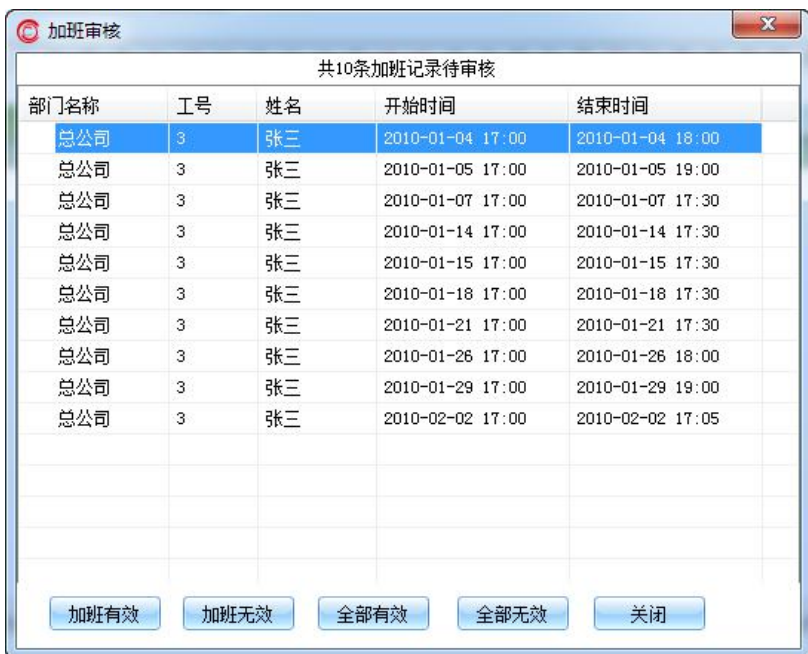 加班审核
共10条加班记录待审核
部门名称 工号 姓名 开始时间 结束时间
总公司 3 张三 2010-01-04 17:00 2010-01-04 18:00
总公司 3 张三 2010-01-05 17:00 2010-01-05 19:00
总公司 3 张三 2010-01-07 17:00 2010-01-07 17:30
总公司 3 张三 2010-01-14 17:00 2010-01-14 17:30
总公司 3 张三 2010-01-15 17:00 2010-01-15 17:30
总公司 3 张三 2010-01-18 17:00 2010-01-18 17:30
总公司 3 张三 2010-01-21 17:00 2010-01-21 17:30
总公司 3 张三 2010-01-26 17:00 2010-01-26 18:00
总公司 3 张三 2010-01-29 17:00 2010-01-29 19:00
总公司 3 张三 2010-02-02 17:00 2010-02-02 17:05
加班有效 加班无效 全部有效 全部无效 关闭